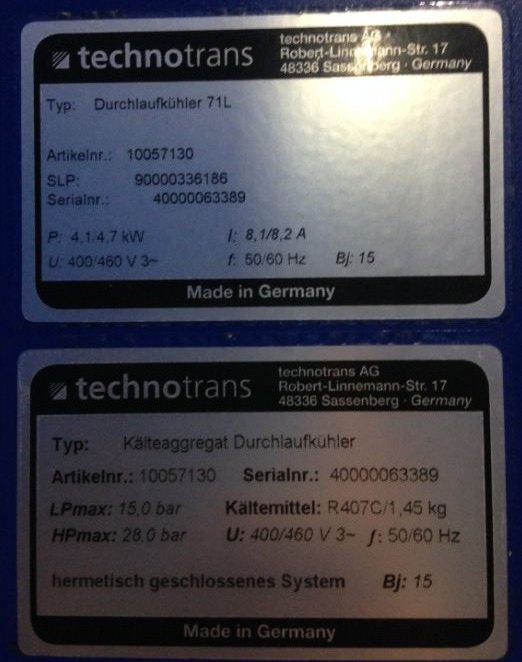 technotrans
technotrans AG
Robert-Linnemann-Str. 17
48336 Sassenberg · Germany
Typ: Durchlaufkühler 71L
Artikelnr.: 10057130
SLP: 90000336186
Serialnr.: 40000063389
P: 4,1/4,7 kW I: 8,1/8,2 A
U: 400/460 V 3~ f: 50/60 Hz Bj: 15
Made in Germany
technotrans
technotrans AG
Robert-Linnemann-Str. 17
48336 Sassenberg · Germany
Typ: Kälteaggregat Durchlaufkühler
Artikelnr.: 10057130 Serialnr.: 40000063389
LPmax: 15,0 bar Kältemittel: R407C/1,45 kg
HPmax: 28,0 bar U: 400/460 V 3~ f: 50/60 Hz
hermetisch geschlossenes System Bj: 15
Made in Germany